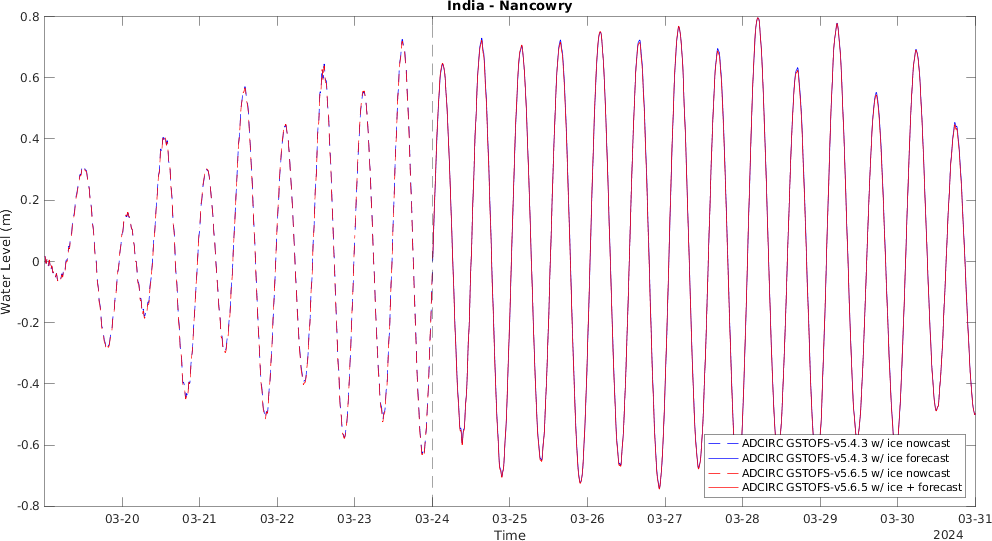 India - Nancowry
0.8
0.6
0.4
0.2
0
-0.2
-0.4
-0.6
-0.8
Water Level (m)
ADCIRC GSTOFS-v5.4.3 w/ ice nowcast
ADCIRC GSTOFS-v5.4.3 w/ ice forecast
ADCIRC GSTOFS-v5.6.5 w/ ice nowcast
ADCIRC GSTOFS-v5.6.5 w/ ice + forecast
03-20 03-21 03-22 03-23 03-24 03-25 03-26 03-27 03-28 03-29 03-30 03-31
Time
2024